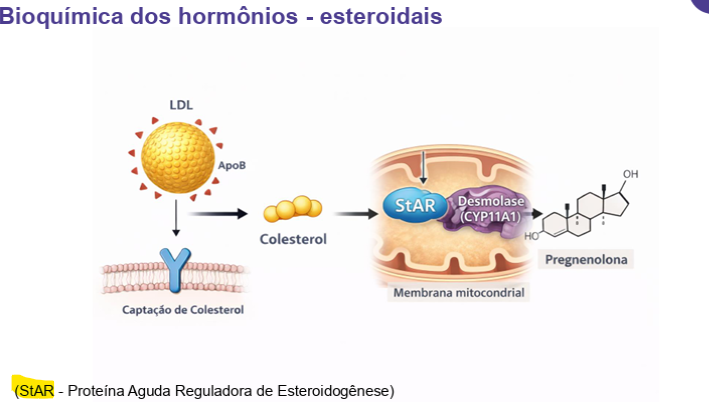 Bioquímica dos hormônios - esteroidais
LDL
ApoB
Captação de Colesterol
Colesterol
StAR
Desmolase
(CYP11A1)
Membrana mitocondrial
OH
HO
Pregnenolona
(StAR - Proteína Aguda Reguladora de Esteroidogênese)